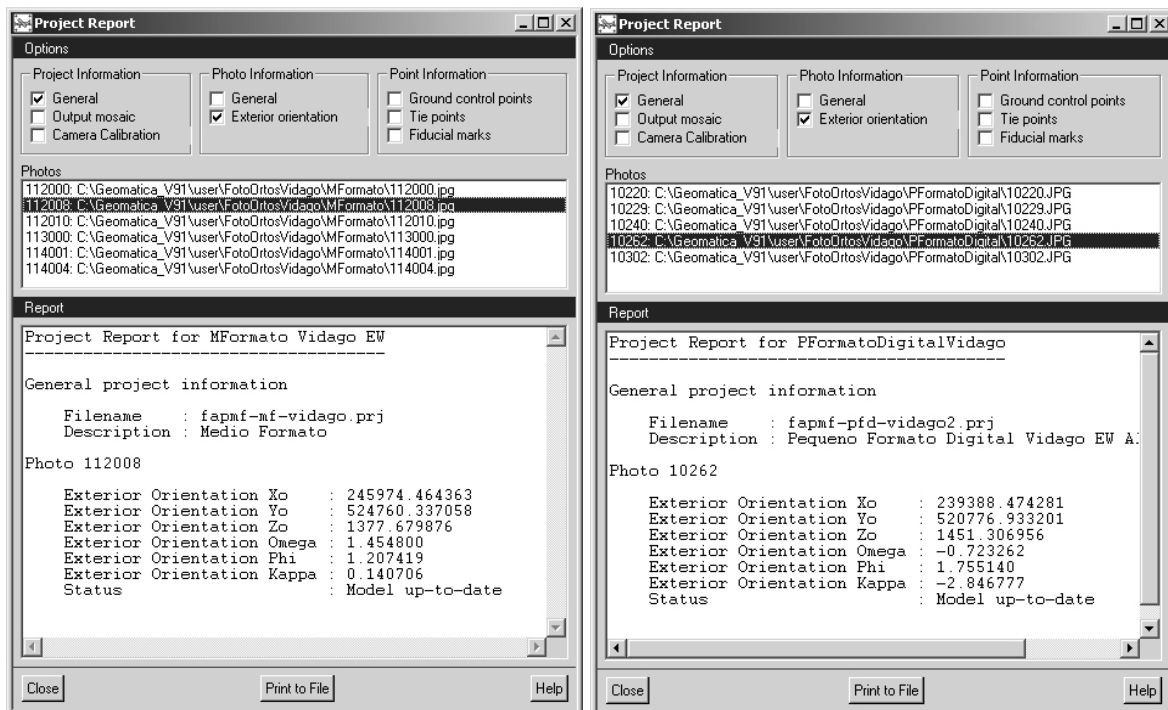 Project Report
Options
Project Information
Photo Information
Point Information
General
General
Ground control points
Output mosaic
Exterior orientation
Tie points
Camera Calibration
Fiducial marks
Photos
112000: C:\Geomatica_V91\user\FotoOrtosVidago\MFormato\112000.jpg
112008: C:\Geomatica_V91\user\FotoOrtosVidago\MFormato\112008.jpg
112010: C:\Geomatica_V91\user\FotoOrtosVidago\MFormato\112010.jpg
113000: C:\Geomatica_V91\user\FotoOrtosVidago\MFormato\113000.jpg
114001: C:\Geomatica_V91\user\FotoOrtosVidago\MFormato\114001.jpg
114004: C:\Geomatica_V91\user\FotoOrtosVidago\MFormato\114004.jpg
Report
Project Report for MFormato Vidago EW
-------------------------------------
General project information
Filename : fapmf-mf-vidago.prj
Description : Medio Formato
Photo 112008
Exterior Orientation Xo : 245974.464363
Exterior Orientation Yo : 524760.337058
Exterior Orientation Zo : 1377.679876
Exterior Orientation Omega : 1.454800
Exterior Orientation Phi : 1.207419
Exterior Orientation Kappa : 0.140706
Status : Model up-to-date
Close
Print to File
Help
Project Report
Options
Project Information
Photo Information
Point Information
General
General
Ground control points
Output mosaic
Exterior orientation
Tie points
Camera Calibration
Fiducial marks
Photos
10220: C:\Geomatica_V91\user\FotoOrtosVidago\PFormatoDigital\10220.JPG
10229: C:\Geomatica_V91\user\FotoOrtosVidago\PFormatoDigital\10229.JPG
10240: C:\Geomatica_V91\user\FotoOrtosVidago\PFormatoDigital\10240.JPG
10262: C:\Geomatica_V91\user\FotoOrtosVidago\PFormatoDigital\10262.JPG
10302: C:\Geomatica_V91\user\FotoOrtosVidago\PFormatoDigital\10302.JPG
Report
Project Report for PFormatoDigitalVidago
----------------------------------------
General project information
Filename : fapmf-pfd-vidago2.prj
Description : Pequeno Formato Digital Vidago EW
Photo 10262
Exterior Orientation Xo : 239388.474281
Exterior Orientation Yo : 520776.933201
Exterior Orientation Zo : 1451.306956
Exterior Orientation Omega : -0.723262
Exterior Orientation Phi : 1.755140
Exterior Orientation Kappa : -2.846777
Status : Model up-to-date
Close
Print to File
Help